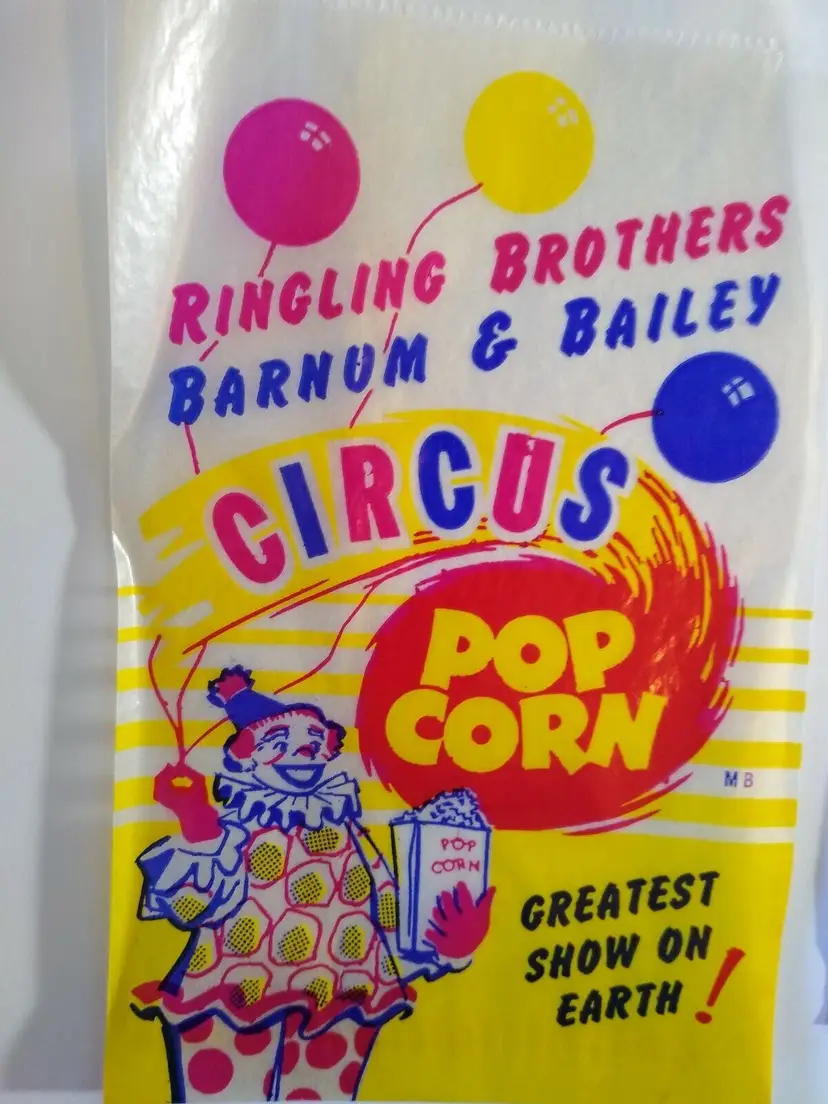 RINGLING BROTHERS
BARNUM & BAILEY
CIRCUS
POP
CORN
MB
POP
CORN
GREATEST
SHOW ON
EARTH!